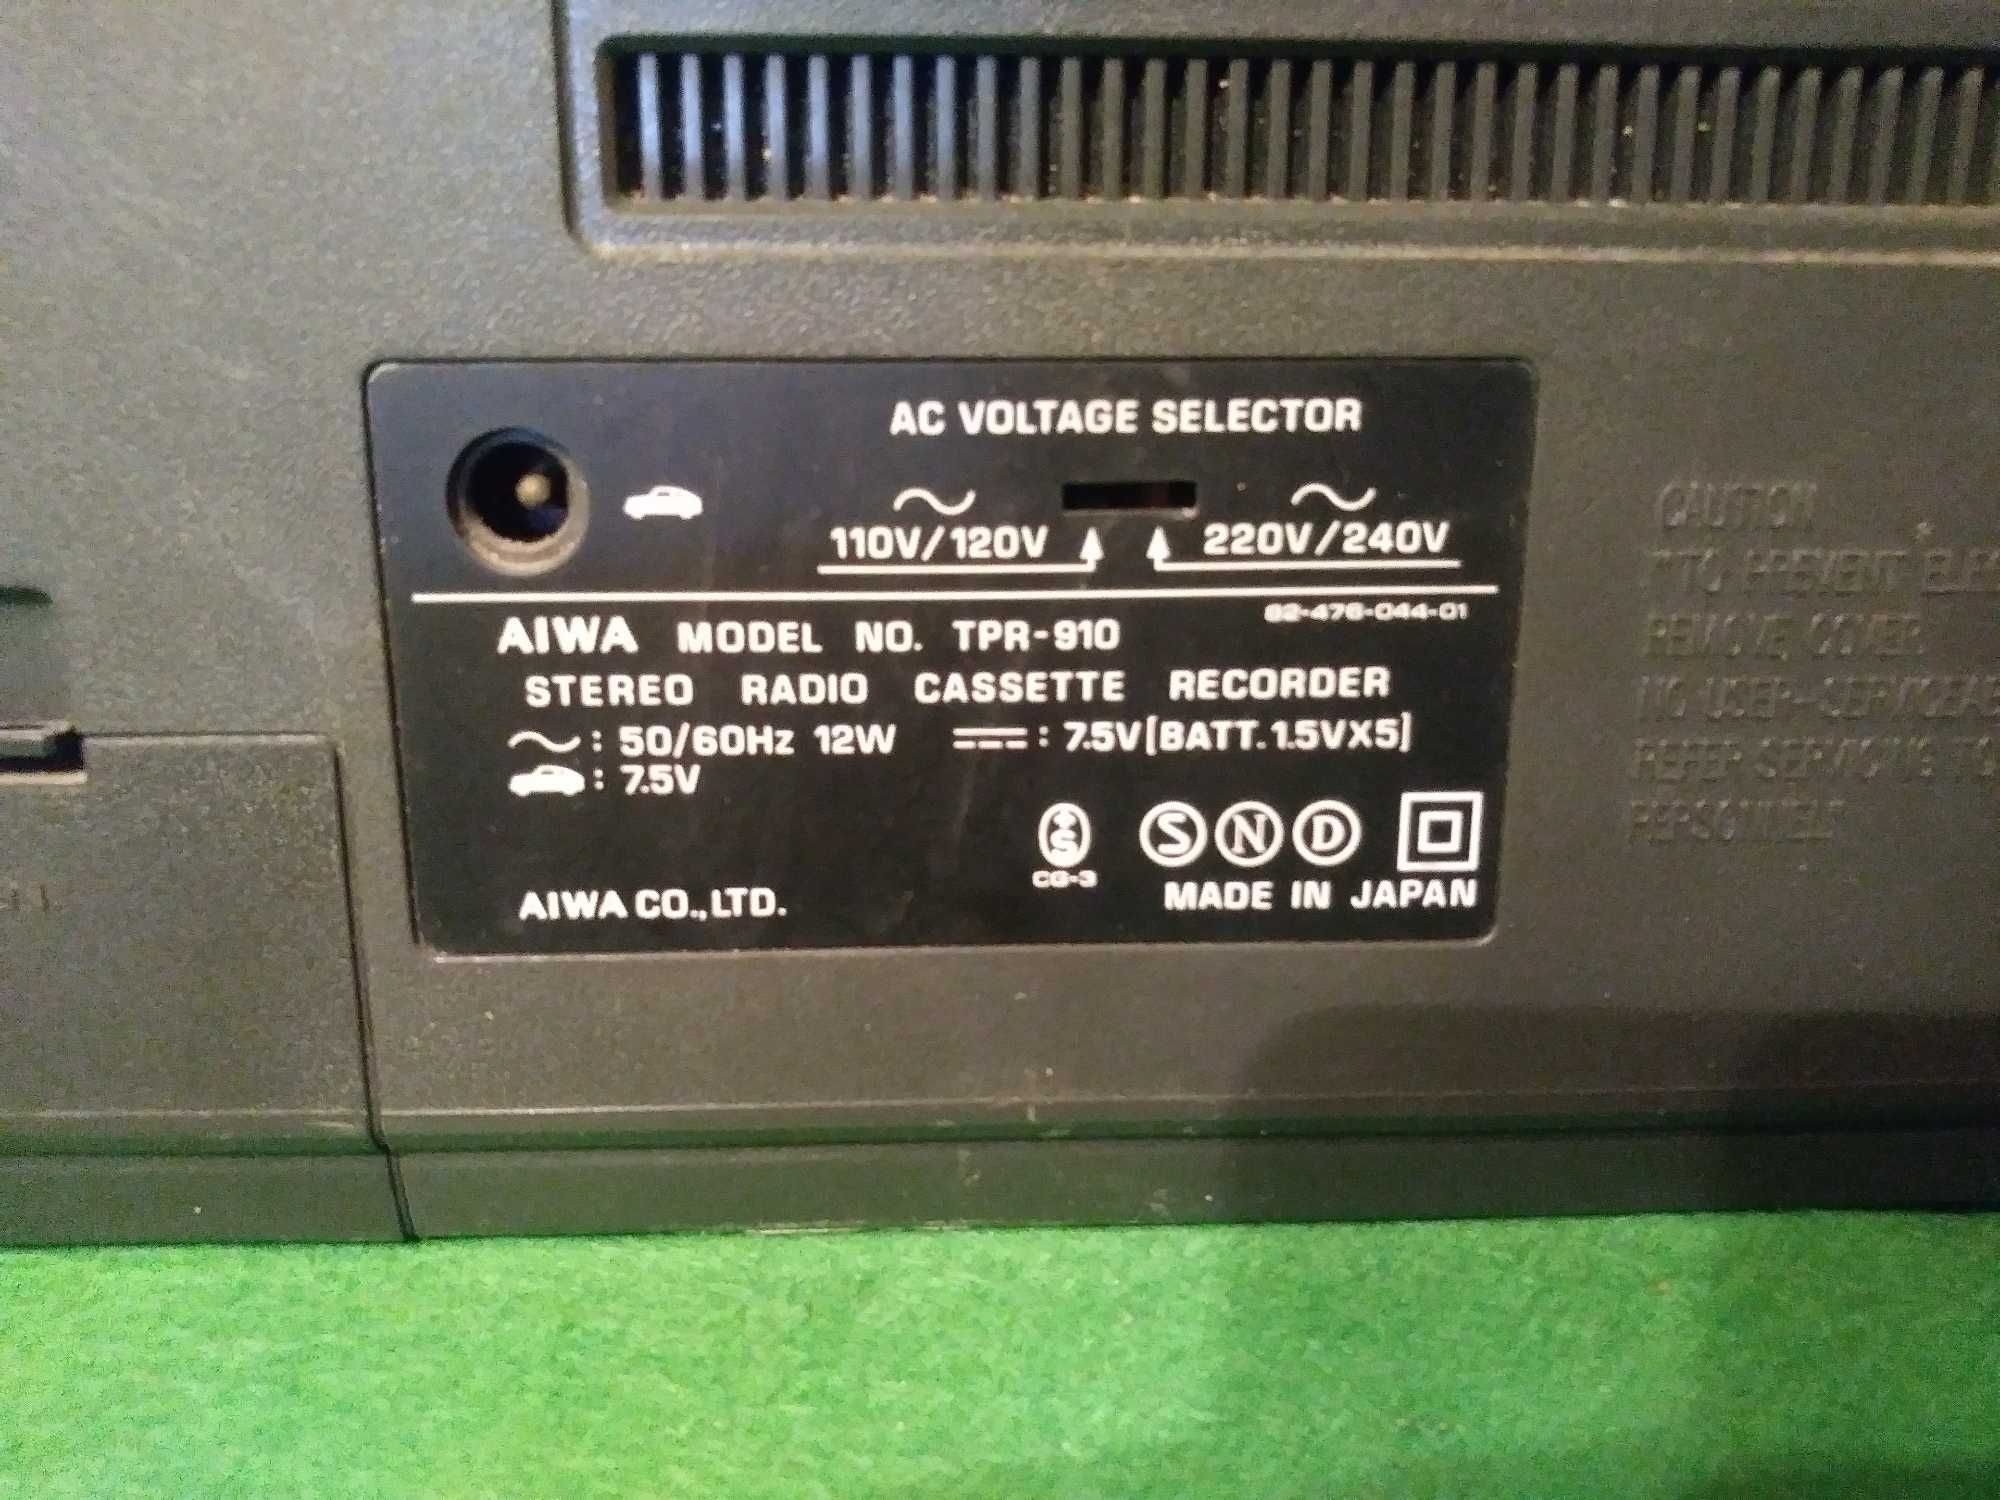 AC VOLTAGE SELECTOR
110V/120V 220V/240V
82-476-044-01
AIWA MODEL NO. TPR-910
STEREO RADIO CASSETTE RECORDER
: 50/60Hz 12W : 7.5V[BATT.1.5VX5]
: 7.5V
S N D
CG-3
AIWA CO.,LTD.
MADE IN JAPAN
CAUTION
TO PREVENT
REMOVE COVER
NO USER-
REFER SERVICING TO